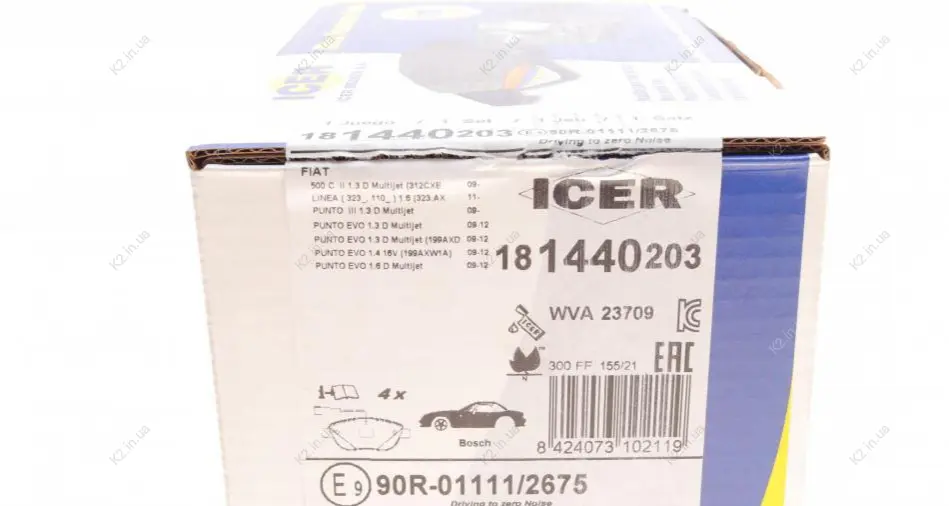 ICER
1 Juego / 1 Set / 1 Jeu / 1 Satz
181440203 E9 90R-01111/2675
Driving to zero Noise
FIAT
500 C II 1.3 D Multijet (312CXE 09-
LINEA ( 323_, 110_ ) 1.6 (323.AX 11-
PUNTO III 1.3 D Multijet 09-
PUNTO EVO 1.3 D Multijet 09-12
PUNTO EVO 1.3 D Multijet (199AXD 09-12
PUNTO EVO 1.4 16V (199AXW1A) 09-12
PUNTO EVO 1.6 D Multijet 09-12
ICER
181440203
WVA 23709
ICER
300 FF 155/21
EAC
4x
Bosch
8 424073 102119
E9 90R-01111/2675
Driving to zero Noise
K2.in.ua